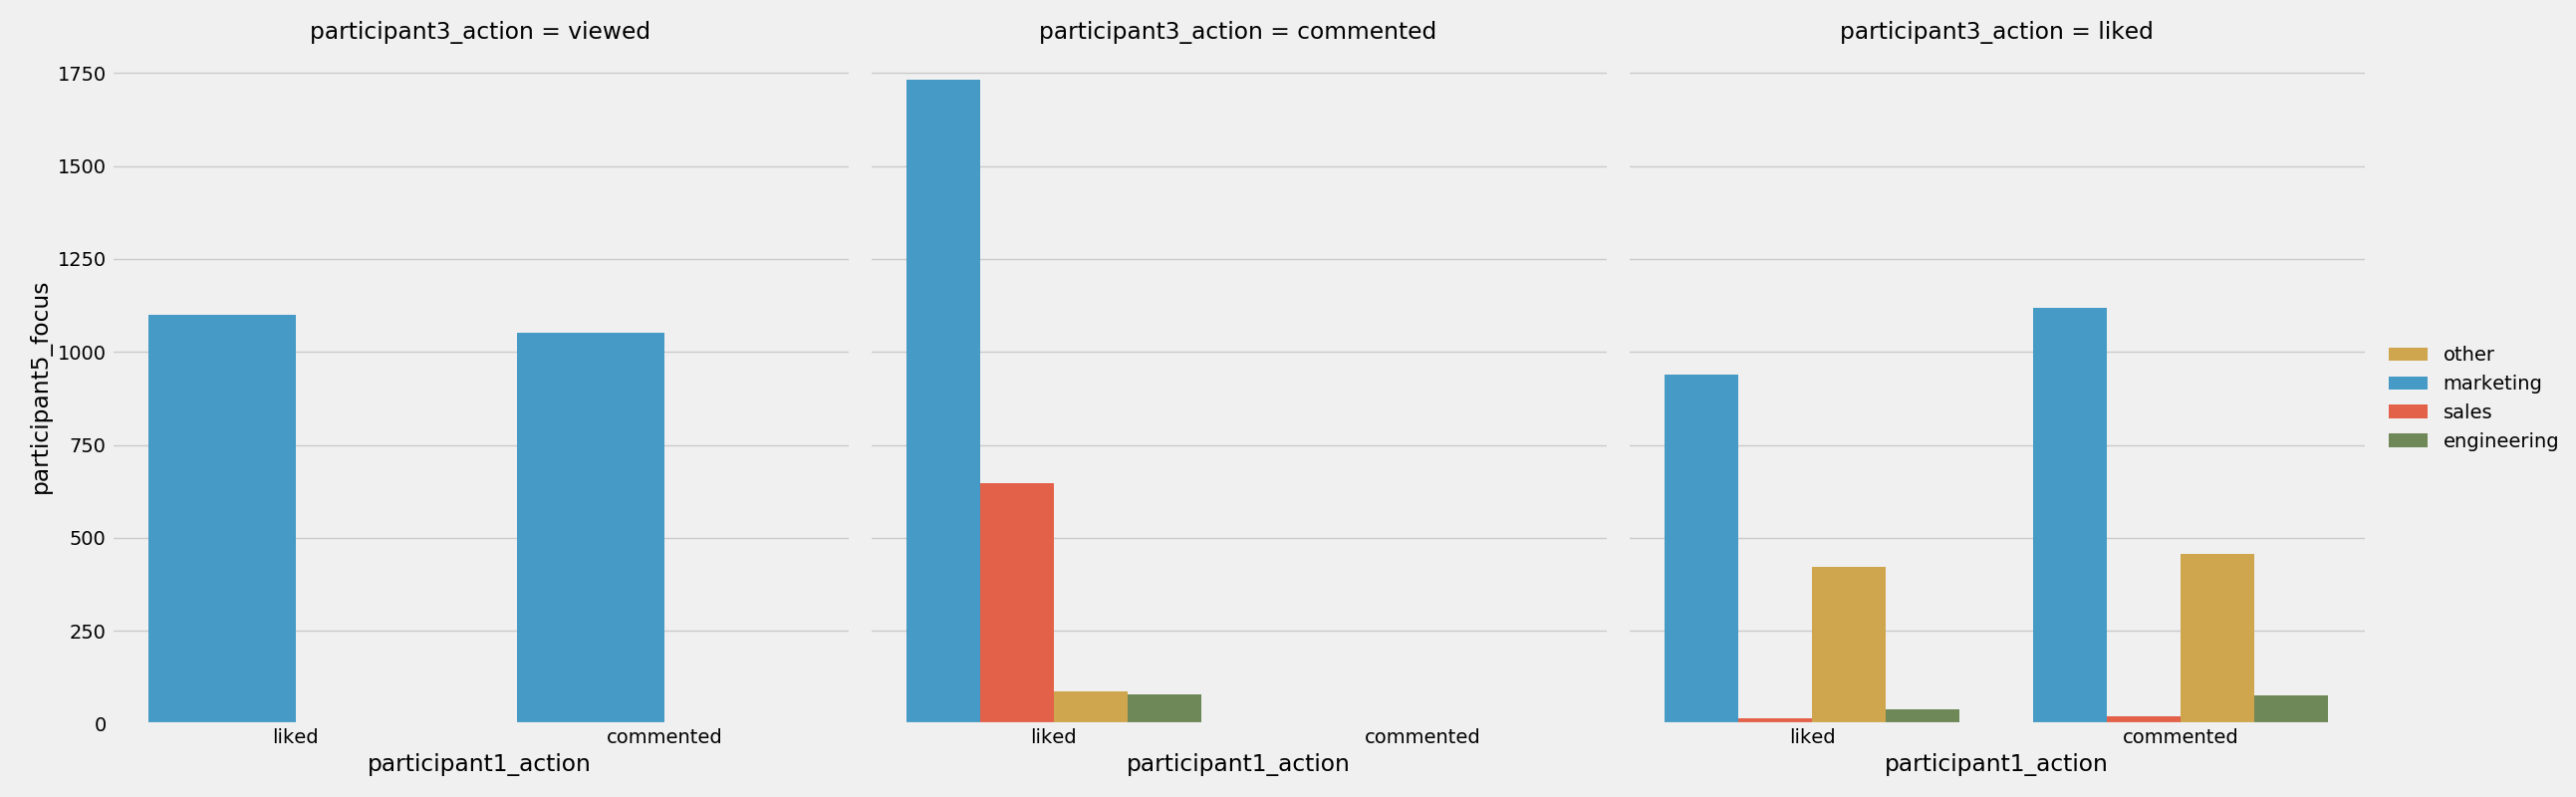 participant3_action = viewed
participant3_action = commented
participant3_action = liked
participant5_focus
1750
1500
1250
1000
750
500
250
0
liked
commented
liked
commented
liked
commented
participant1_action
participant1_action
participant1_action
other
marketing
sales
engineering